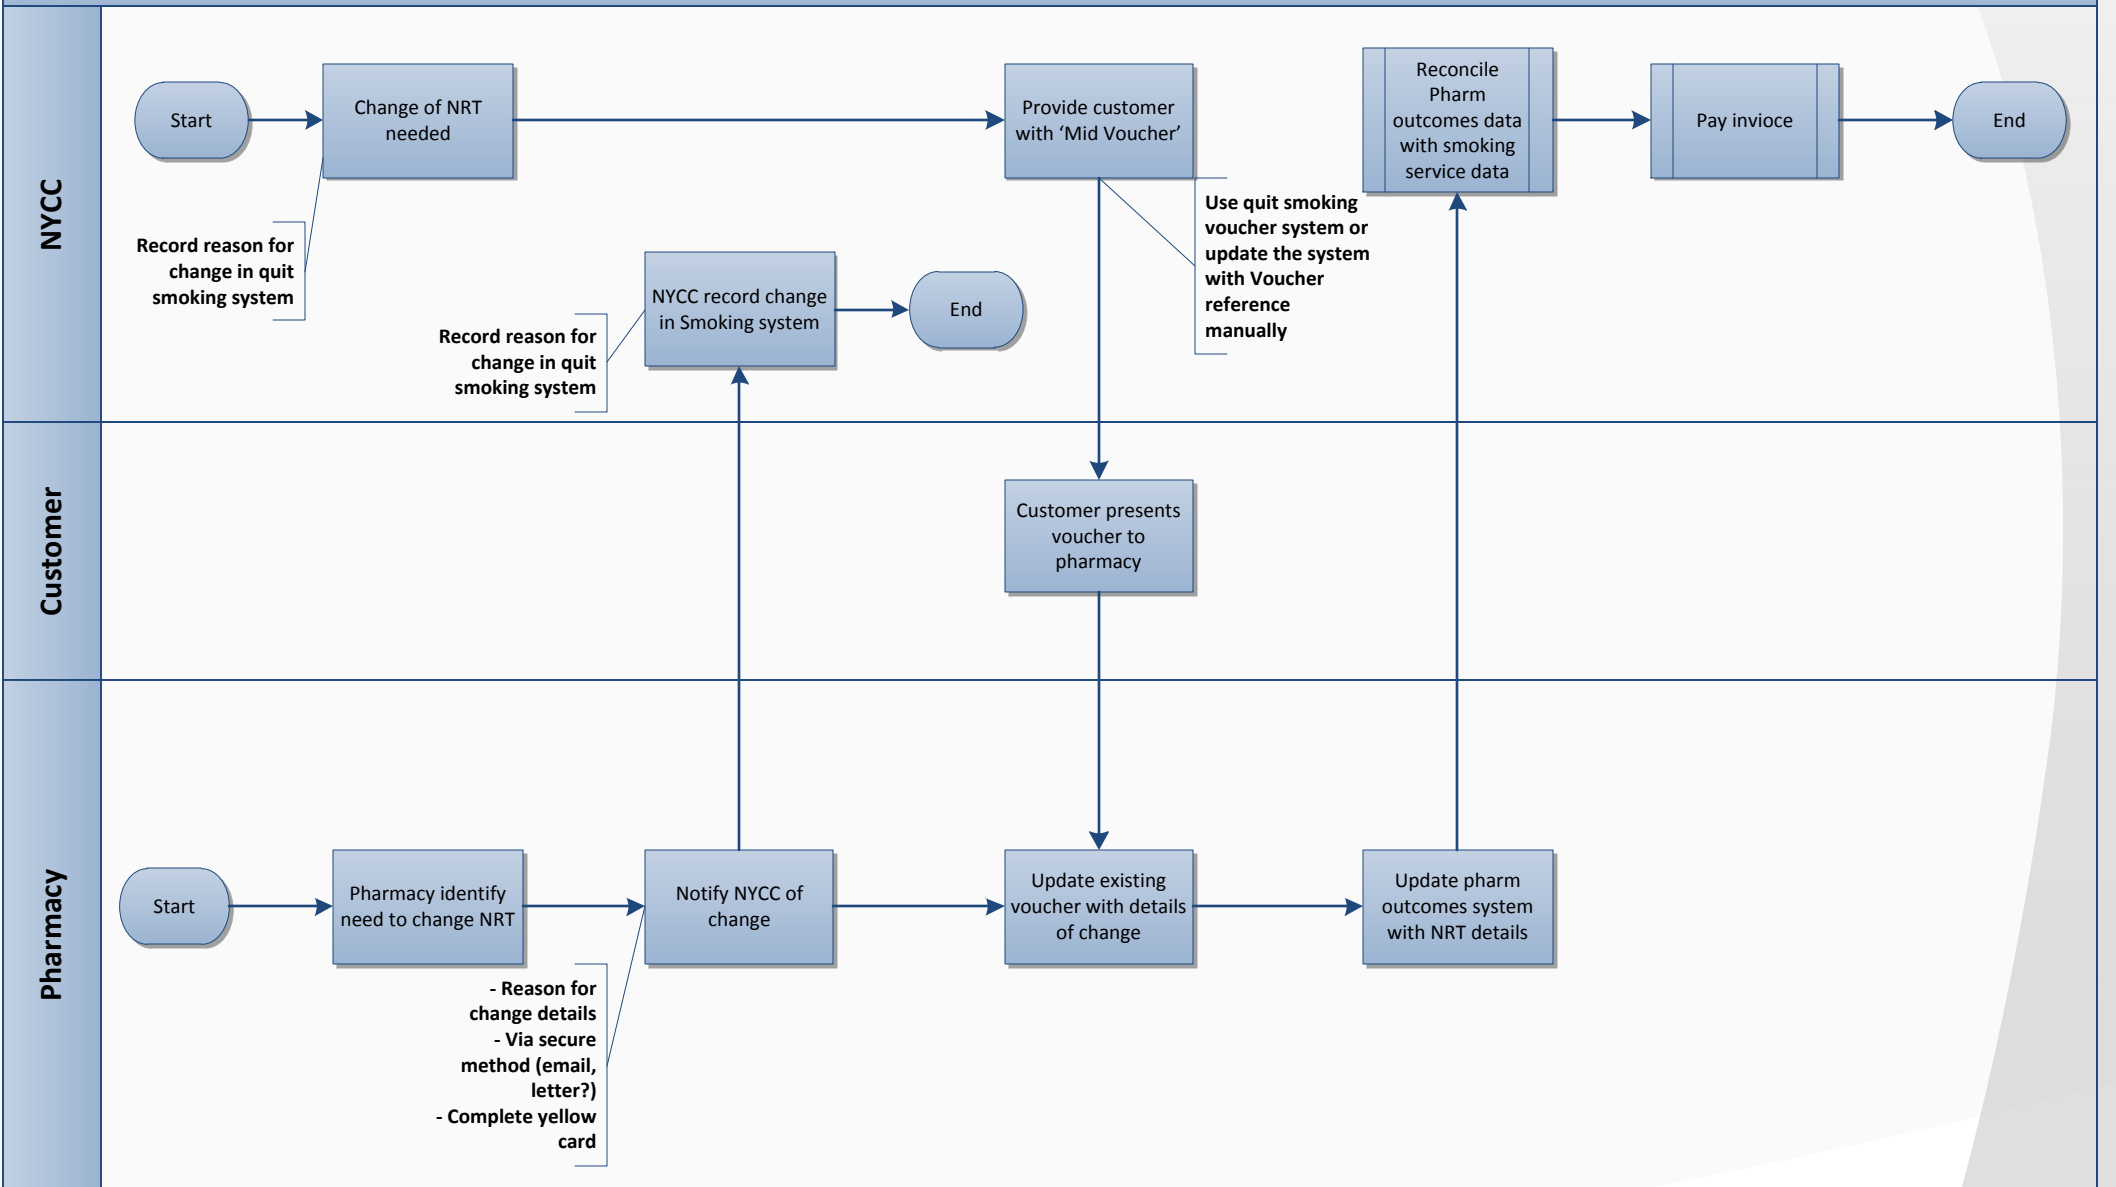 NYCC
Start
Change of NRT
needed
Provide customer
with ‘Mid Voucher’
Reconcile
Pharm
outcomes data
with smoking
service data
Pay invioce
End
Record reason for
change in quit
smoking system
Use quit smoking
voucher system or
update the system
with Voucher
reference
manually
NYCC record change
in Smoking system
End
Record reason for
change in quit
smoking system
Customer
Customer presents
voucher to
pharmacy
Pharmacy
Start
Pharmacy identify
need to change NRT
Notify NYCC of
change
Update existing
voucher with details
of change
Update pharm
outcomes system
with NRT details
- Reason for
change details
- Via secure
method (email,
letter?)
- Complete yellow
card